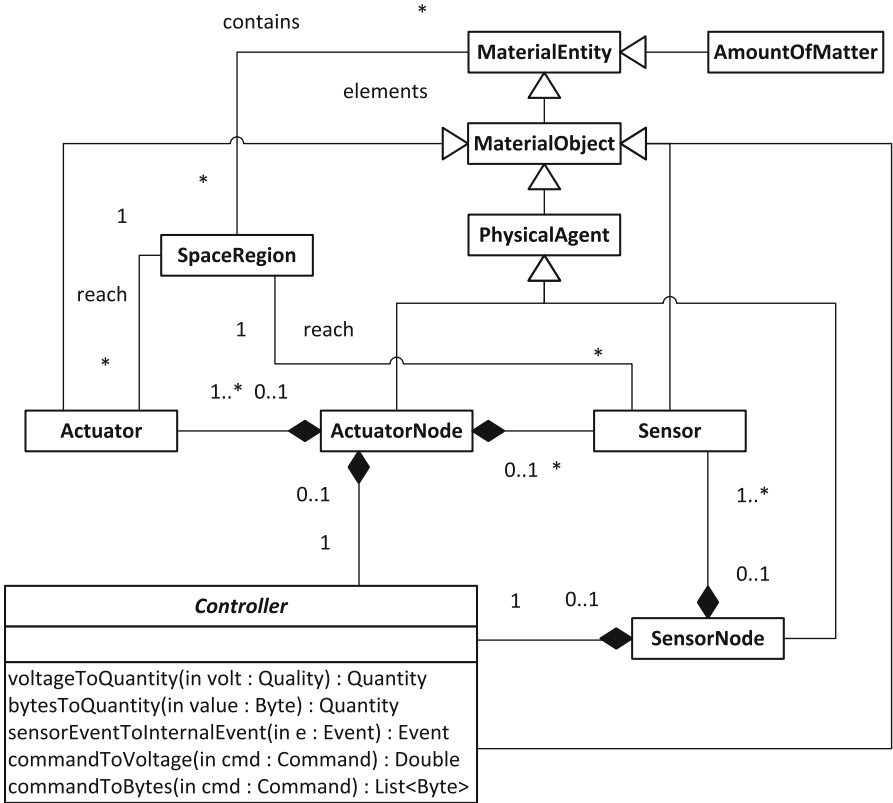 contains
*
MaterialEntity
AmountOfMatter
elements
MaterialObject
*
1
SpaceRegion
PhysicalAgent
reach
1
reach
*
*
1..* 0..1
Actuator
ActuatorNode
Sensor
0..1 *
0..1
1..*
1
0..1
Controller
1
0..1
SensorNode
voltageToQuantity(in volt : Quality) : Quantity
bytesToQuantity(in value : Byte) : Quantity
sensorEventToInternalEvent(in e : Event) : Event
commandToVoltage(in cmd : Command) : Double
commandToBytes(in cmd : Command) : List<Byte>